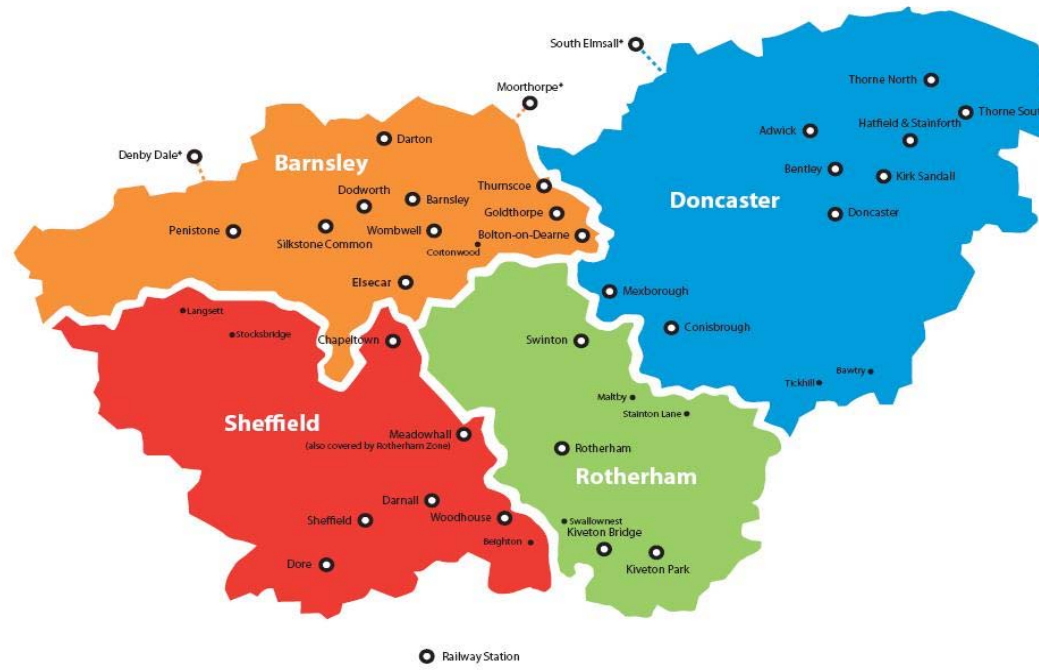 South Elmsall*
Thorne North
Moorthorpe*
Thorne Sout
Hatfield & Stainforth
Adwick
Darton
Denby Dale*
Barnsley
Bentley
Kirk Sandall
Thurnscoe
Dodworth
Barnsley
Doncaster
Goldthorpe
Doncaster
Penistone
Wombwell
Bolton-on-Dearne
Silkstone Common
Cortonwood
Elsecar
Mexborough
Langsett
Conisbrough
Stocksbridge
Chapeltown
Swinton
Bawtry
Tickhill
Maltby
Stainton Lane
Sheffield
Meadowhall
(also covered by Rotherham Zone)
Rotherham
Rotherham
Darnall
Sheffield
Woodhouse
Swallownest
Kiveton Bridge
Beighton
Dore
Kiveton Park
Railway Station